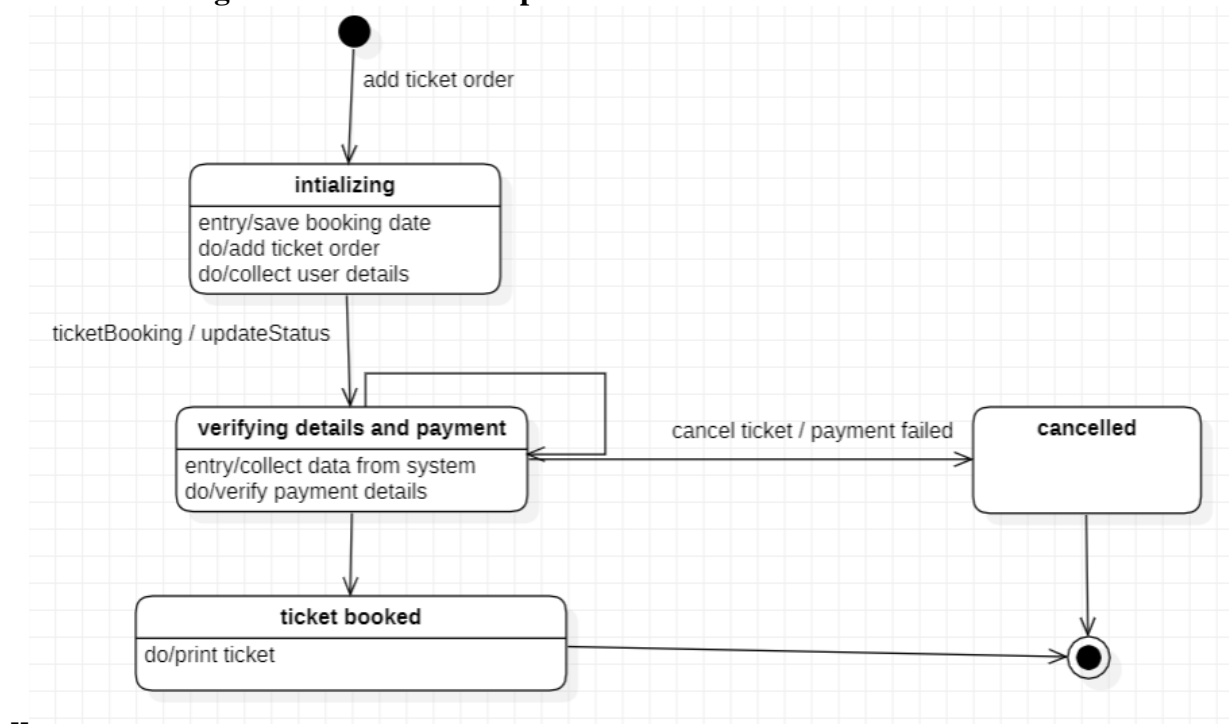 add ticket order
intializing
entry/save booking date
do/add ticket order
do/collect user details
ticketBooking / updateStatus
verifying details and payment
entry/collect data from system
do/verify payment details
cancel ticket / payment failed
cancelled
ticket booked
do/print ticket